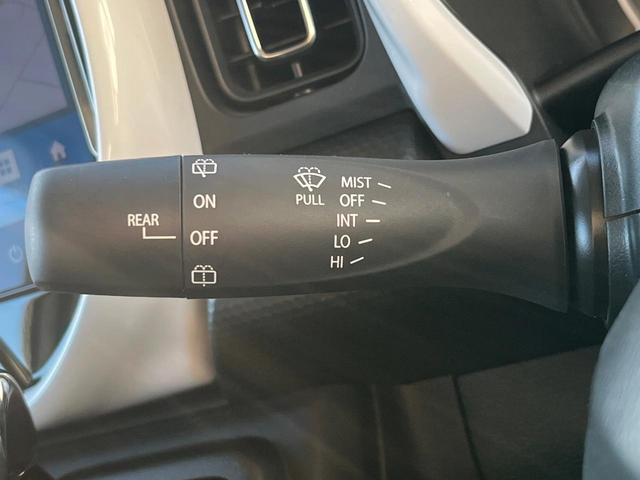 REAR
ON
OFF
PULL
MIST
OFF
INT
LO
HI